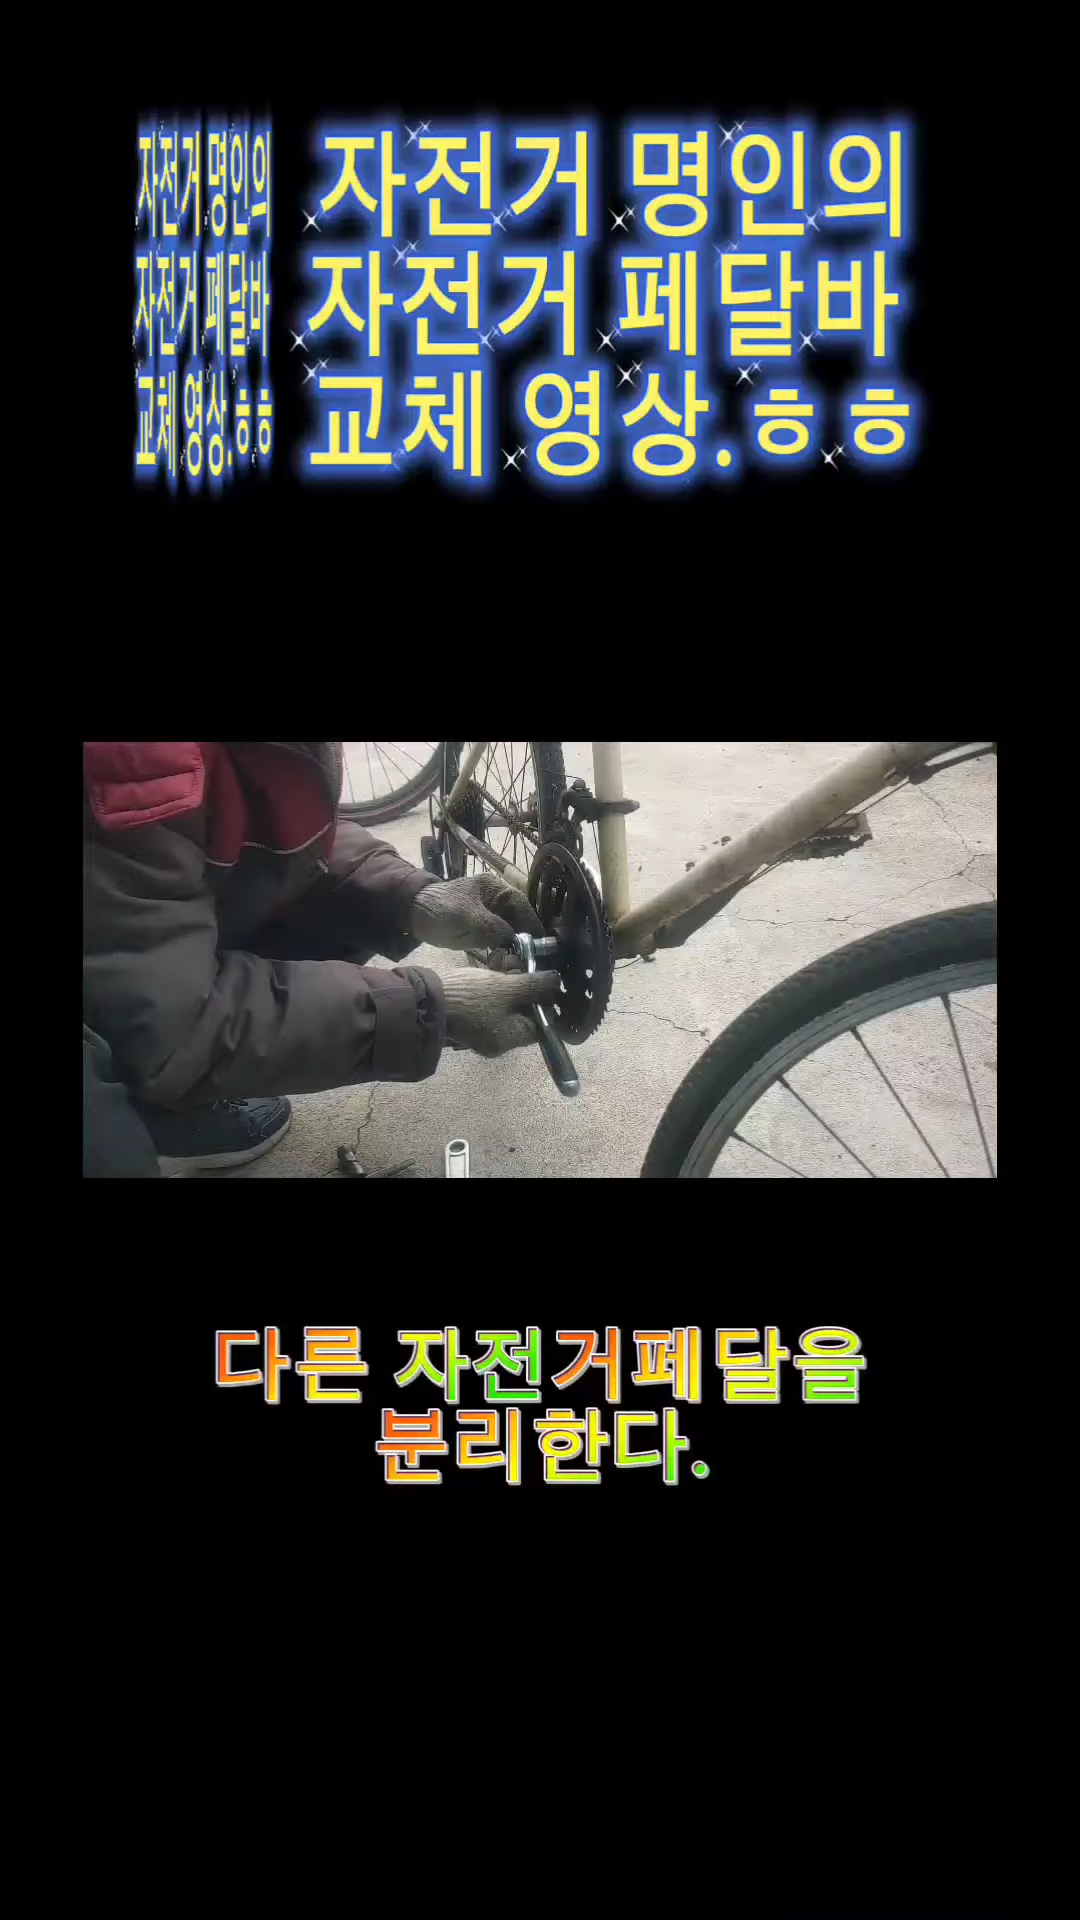 자전거 명인의
자전거 페달바
교체 영상.ㅎㅎ
자전거 명인의
자전거 페달바
교체 영상.ㅎㅎ
다른 자전거페달을
분리한다.